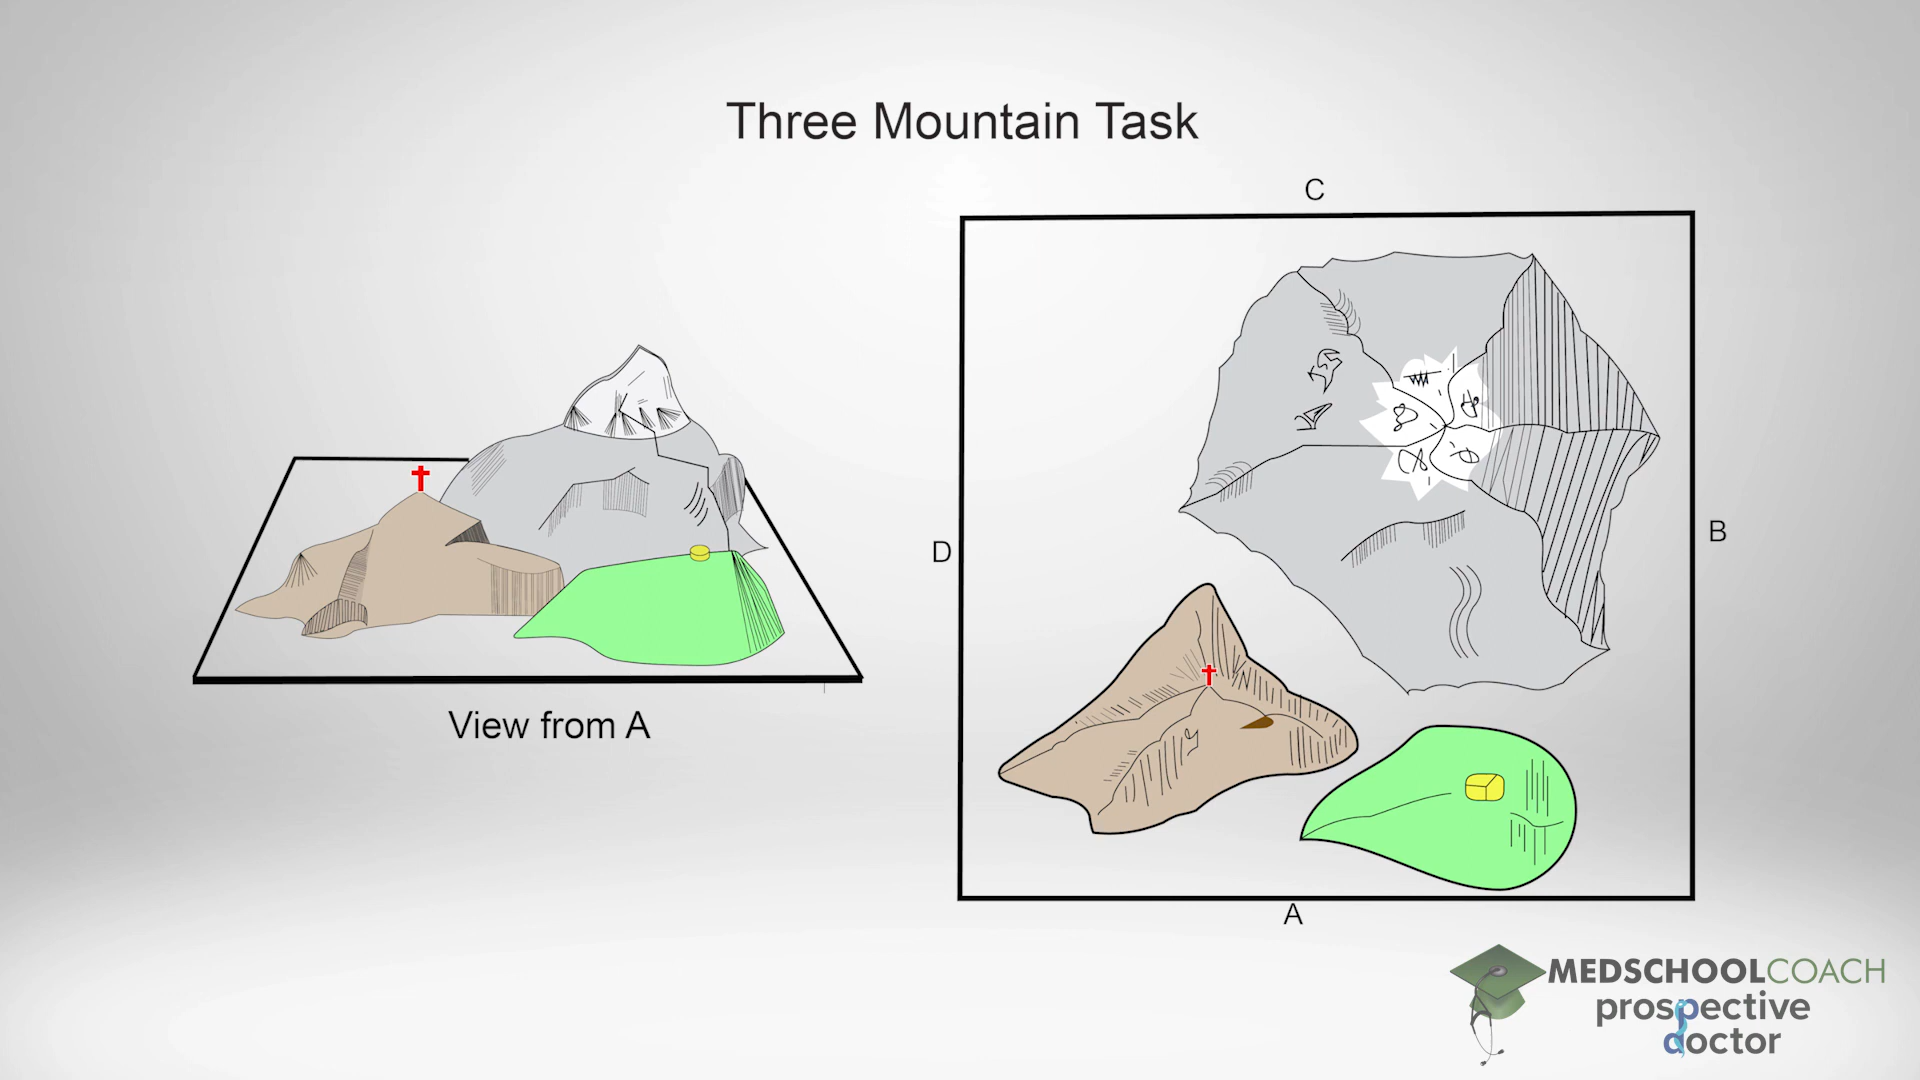 Three Mountain Task
C
D
B
A
View from A
MEDSCHOOLCOACH
prospective
doctor